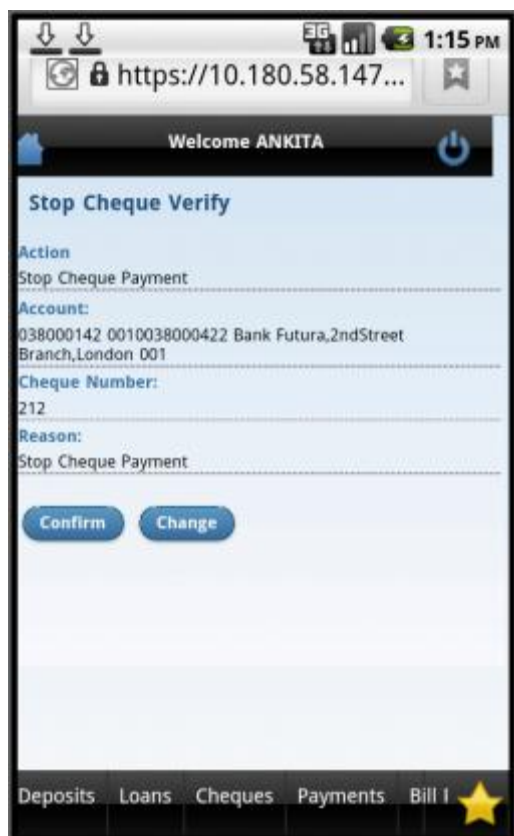 3G
1:15 PM
https://10.180.58.147...
Welcome ANKITA
Stop Cheque Verify
Action
Stop Cheque Payment
Account:
038000142 0010038000422 Bank Futura,2ndStreet
Branch,London 001
Cheque Number:
212
Reason:
Stop Cheque Payment
Confirm Change
Deposits Loans Cheques Payments Bill